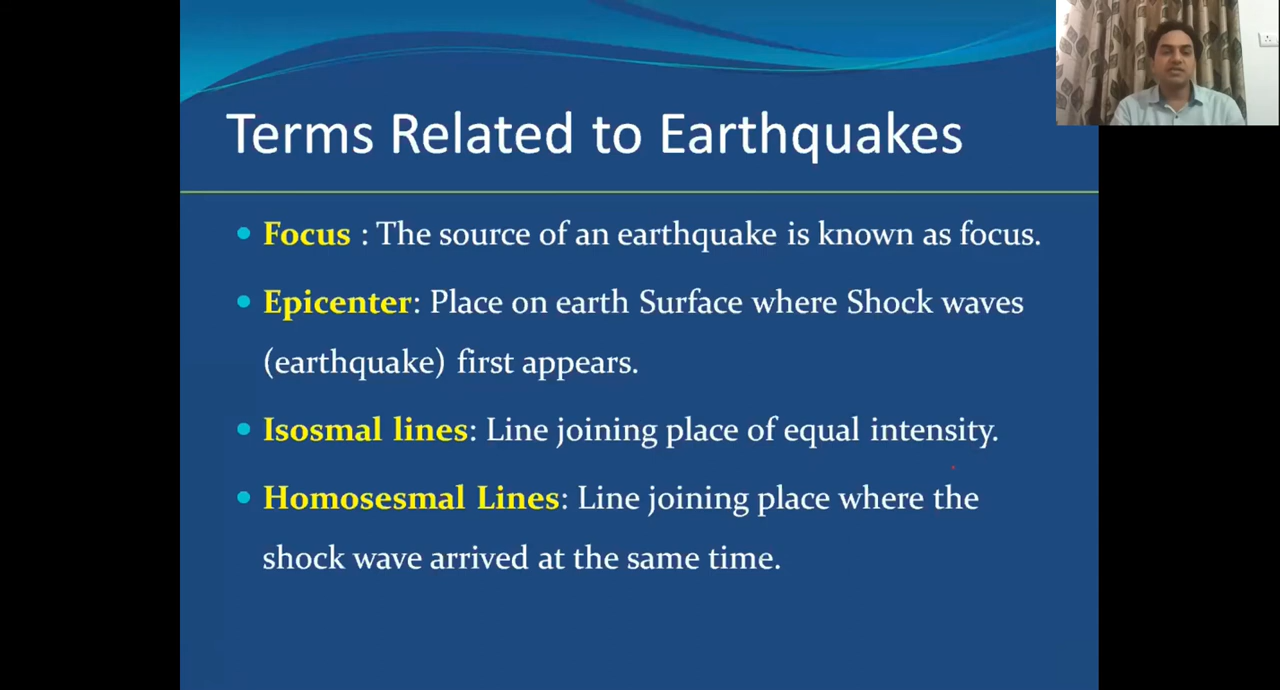 Terms Related to Earthquakes
Focus : The source of an earthquake is known as focus.
Epicenter: Place on earth Surface where Shock waves
(earthquake) first appears.
Isosmal lines: Line joining place of equal intensity.
Homosesmal Lines: Line joining place where the
shock wave arrived at the same time.